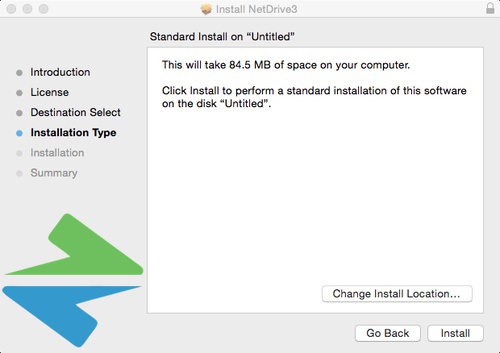 Install NetDrive3
Standard Install on “Untitled”
Introduction
License
Destination Select
Installation Type
Installation
Summary
This will take 84.5 MB of space on your computer.
Click Install to perform a standard installation of this software
on the disk “Untitled”.
Change Install Location...
Go Back
Install